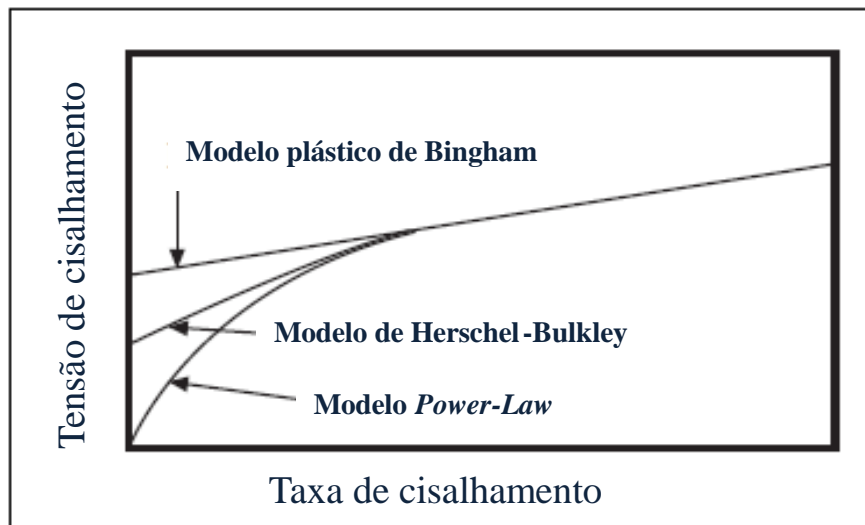 Tensão de cisalhamento
Modelo plástico de Bingham
Modelo de Herschel-Bulkley
Modelo Power-Law
Taxa de cisalhamento